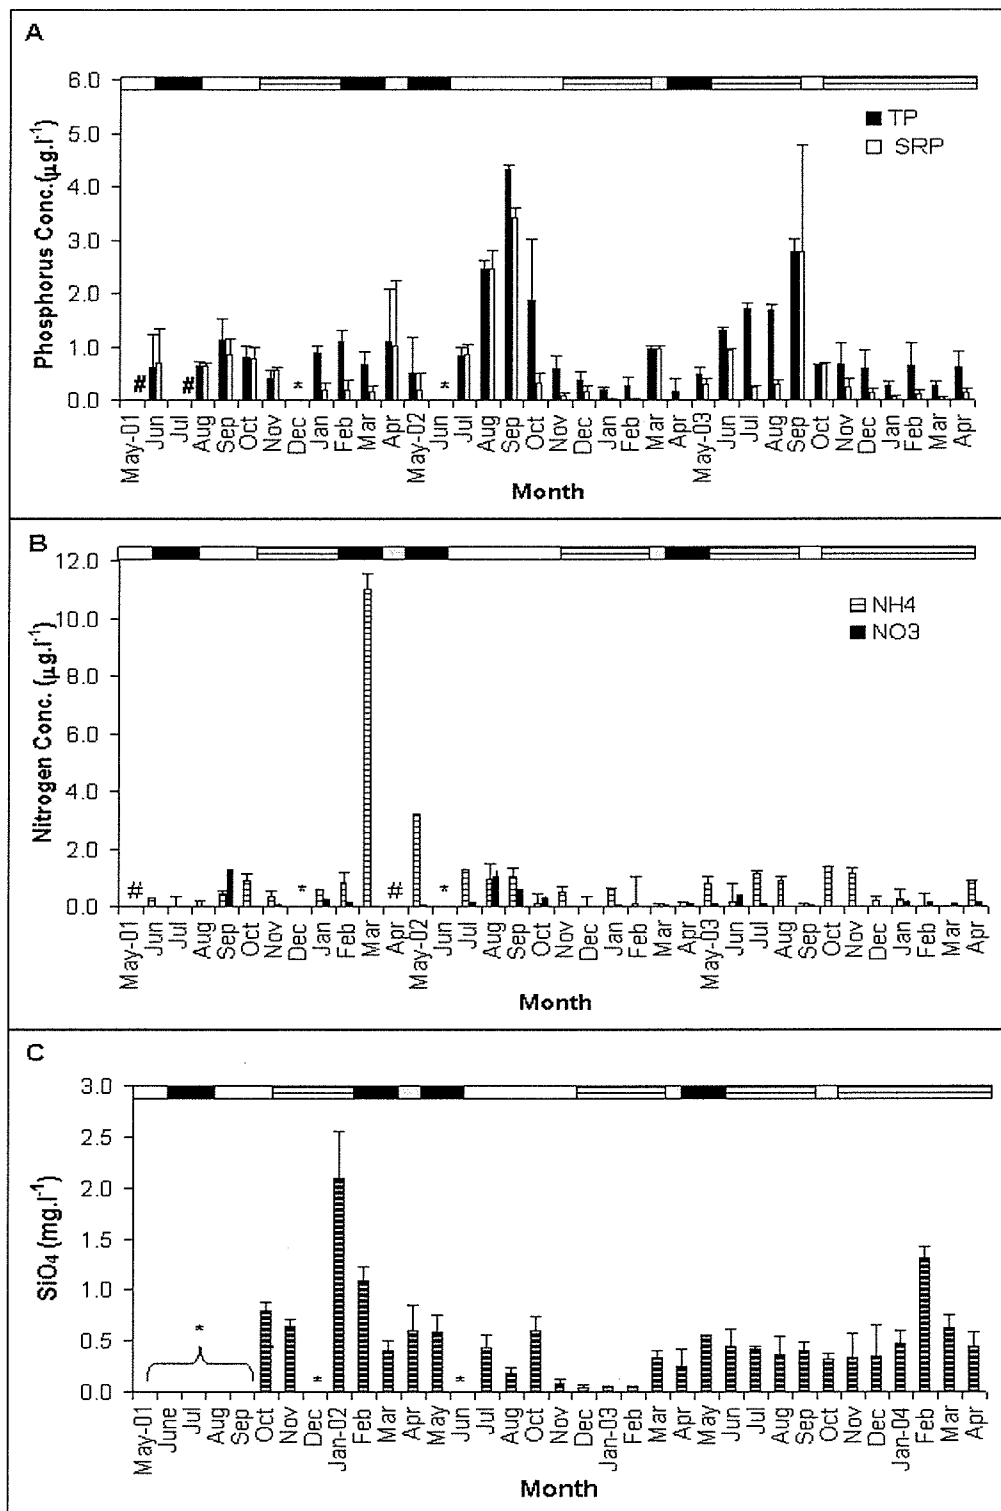 A
6.0
5.0
4.0
3.0
2.0
1.0
0.0
Phosphorus Conc.(µg.l-1)
TP
SRP
# # * *
May-01 Jun Jul Aug Sep Oct Nov Dec Jan Feb Mar Apr May-02 Jun Jul Aug Sep Oct Nov Dec Jan Feb Mar Apr May-03 Jun Jul Aug Sep Oct Nov Dec Jan Feb Mar Apr
Month
B
12.0
10.0
8.0
6.0
4.0
2.0
0.0
Nitrogen Conc. (µg.l-1)
NH4
NO3
# * # *
May-01 Jun Jul Aug Sep Oct Nov Dec Jan Feb Mar Apr May-02 Jun Jul Aug Sep Oct Nov Dec Jan Feb Mar Apr May-03 Jun Jul Aug Sep Oct Nov Dec Jan Feb Mar Apr
Month
C
3.0
2.5
2.0
1.5
1.0
0.5
0.0
SiO4 (mg.l-1)
* * *
May-01 June Jul Aug Sep Oct Nov Dec Jan-02 Feb Mar Apr May Jun Jul Aug Oct Nov Dec Jan-03 Feb Mar Apr May Jun Jul Aug Sep Oct Nov Dec Jan-04 Feb Mar Apr
Month